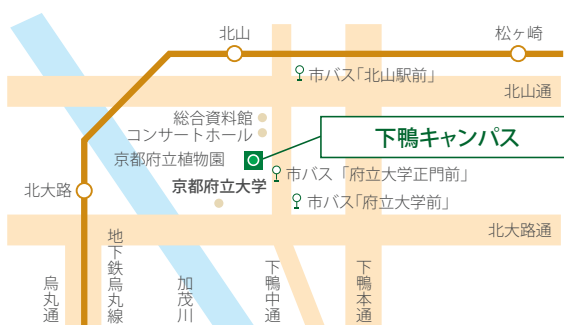 北山
松ヶ崎
市バス「北山駅前」
北山通
総合資料館
コンサートホール
下鴨キャンパス
京都府立植物園
市バス「府立大学正門前」
京都府立大学
北大路
市バス「府立大学前」
北大路通
烏丸通
地下鉄烏丸線
加茂川
下鴨中通
下鴨本通